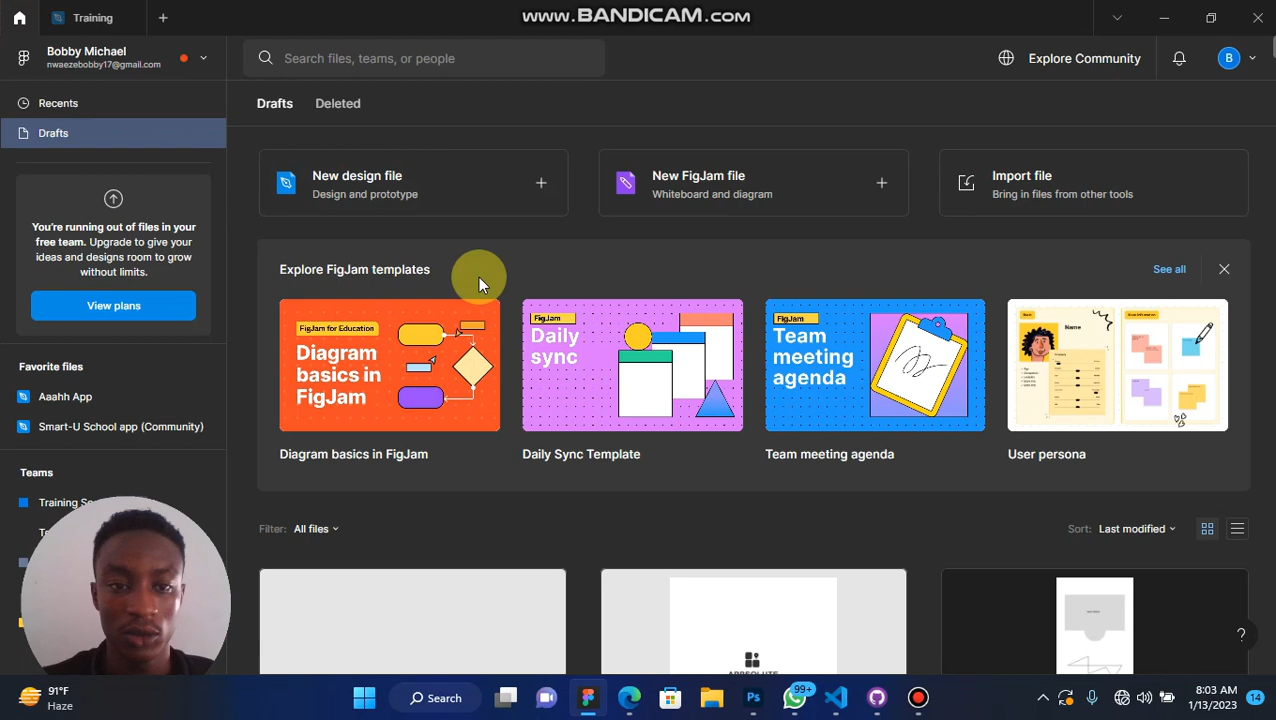 Training
www.BANDICAM.com
Bobby Michael
nwaezebobby17@gmail.com
Search files, teams, or people
Explore Community
B
Recents
Drafts
Drafts
Deleted
New design file
Design and prototype
New FigJam file
Whiteboard and diagram
Import file
Bring in files from other tools
You're running out of files in your
free team. Upgrade to give your
ideas and designs room to grow
without limits.
View plans
Explore FigJam templates
See all
FigJam for Education
Diagram
basics in
FigJam
FigJam
Daily
sync
FigJam
Team
meeting
agenda
Name
Diagram basics in FigJam
Daily Sync Template
Team meeting agenda
User persona
Favorite files
Aaahh App
Smart-U School app (Community)
Teams
Filter:
All files
Sort:
Last modified
?
91°F
Haze
Search
99+
8:03 AM
1/13/2023
14